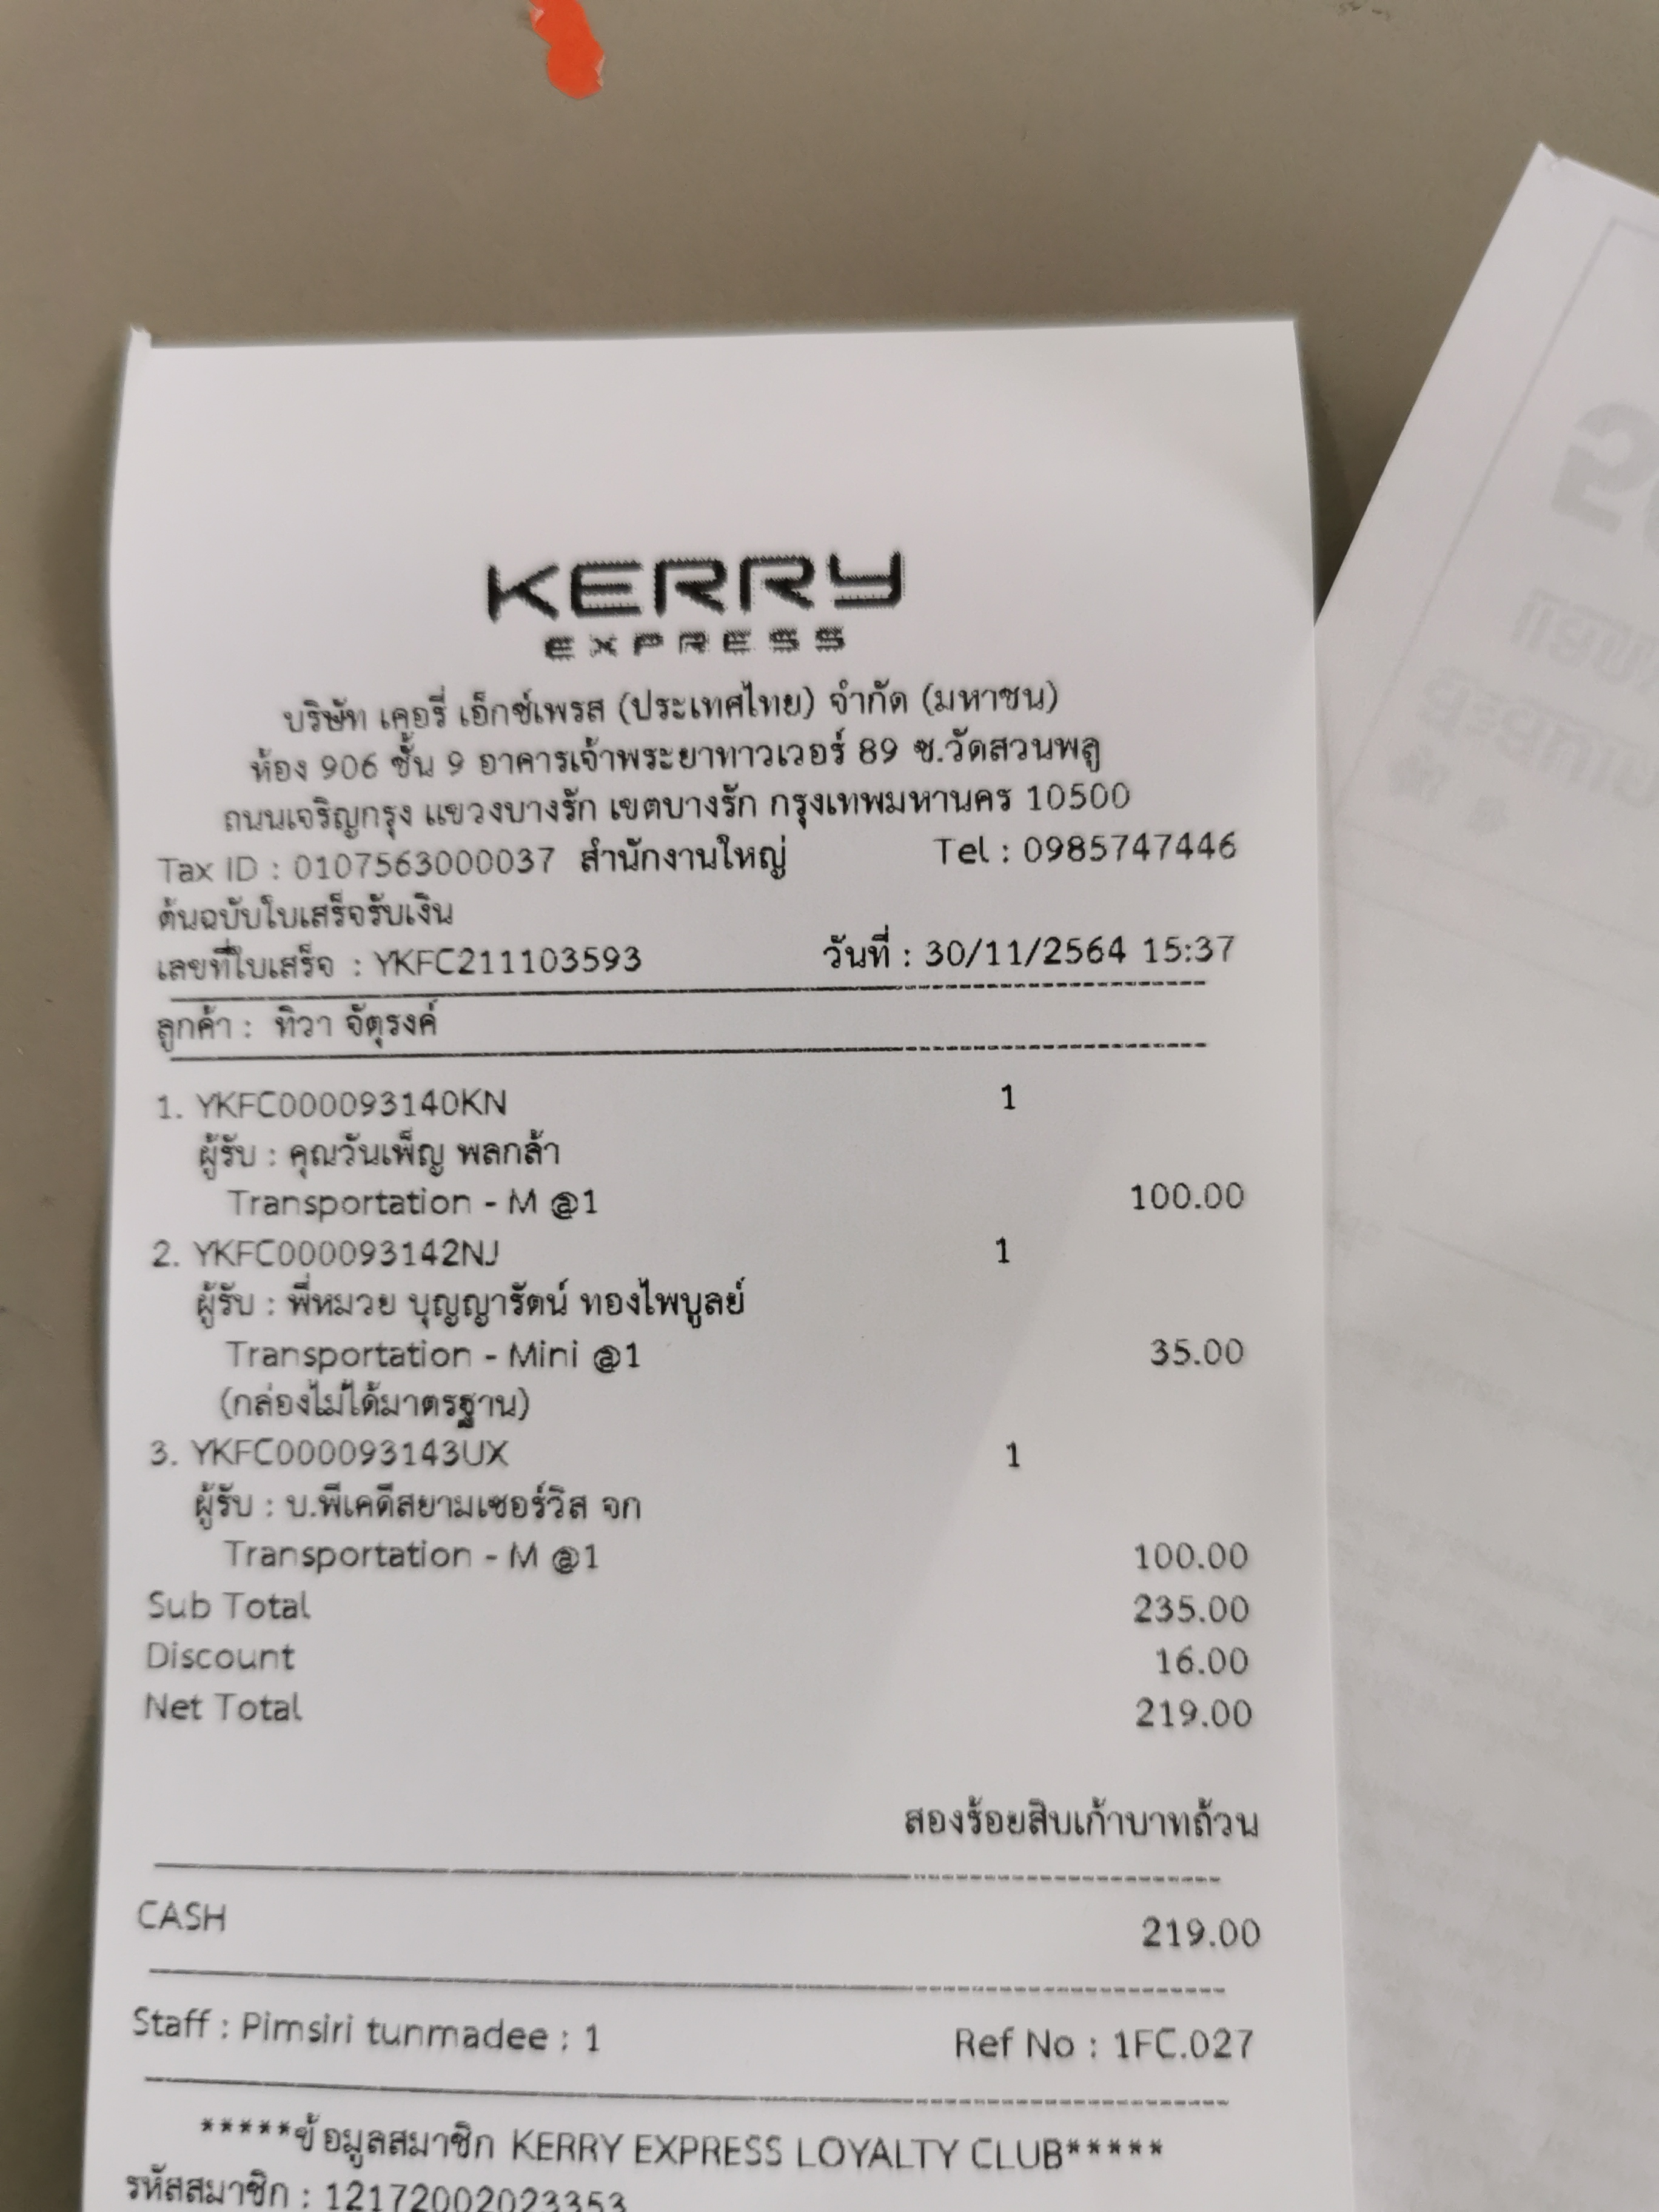 KERRY
EXPRESS
บริษัท เคอรี่ เอ็กซ์เพรส (ประเทศไทย) จำกัด (มหาชน)
ห้อง 906 ชั้น 9 อาคารเจ้าพระยาทาวเวอร์ 89 ซ.วัดสวนพลู
ถนนเจริญกรุง แขวงบางรัก เขตบางรัก กรุงเทพมหานคร 10500
Tax ID : 0107563000037 สำนักงานใหญ่ Tel : 0985747446
ต้นฉบับใบเสร็จรับเงิน
เลขที่ใบเสร็จ : YKFC211103593 วันที่ : 30/11/2564 15:37
ลูกค้า : ทิวา จัตุรงค์
1. YKFC000093140KN 1
ผู้รับ : คุณวันเพ็ญ พลกล้า
Transportation - M @1 100.00
2. YKFC000093142NJ 1
ผู้รับ : พี่หมวย บุญญารัตน์ ทองไพบูลย์
Transportation - Mini @1 35.00
(กล่องไม่ได้มาตรฐาน)
3. YKFC000093143UX 1
ผู้รับ : บ.พีเคดีสยามเซอร์วิส จก
Transportation - M @1 100.00
Sub Total 235.00
Discount 16.00
Net Total 219.00
สองร้อยสิบเก้าบาทถ้วน
CASH 219.00
Staff : Pimsiri tunmadee : 1 Ref No : 1FC.027
*****ข้อมูลสมาชิก KERRY EXPRESS LOYALTY CLUB*****
รหัสสมาชิก : 12172002023353